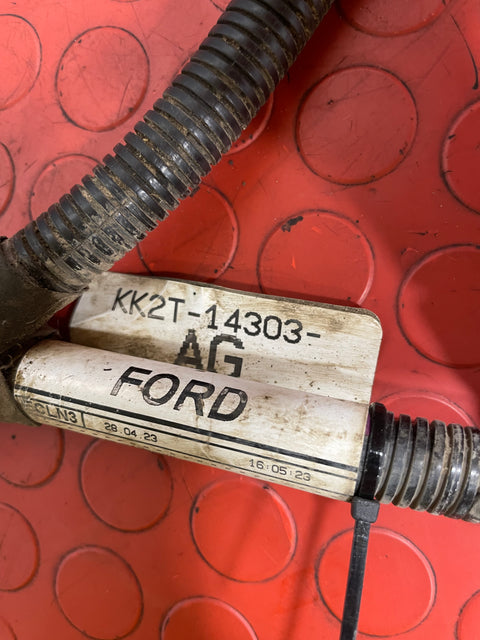 KK2T-14303-
AG
FORD
CLN3 28.04.23 16:05:23